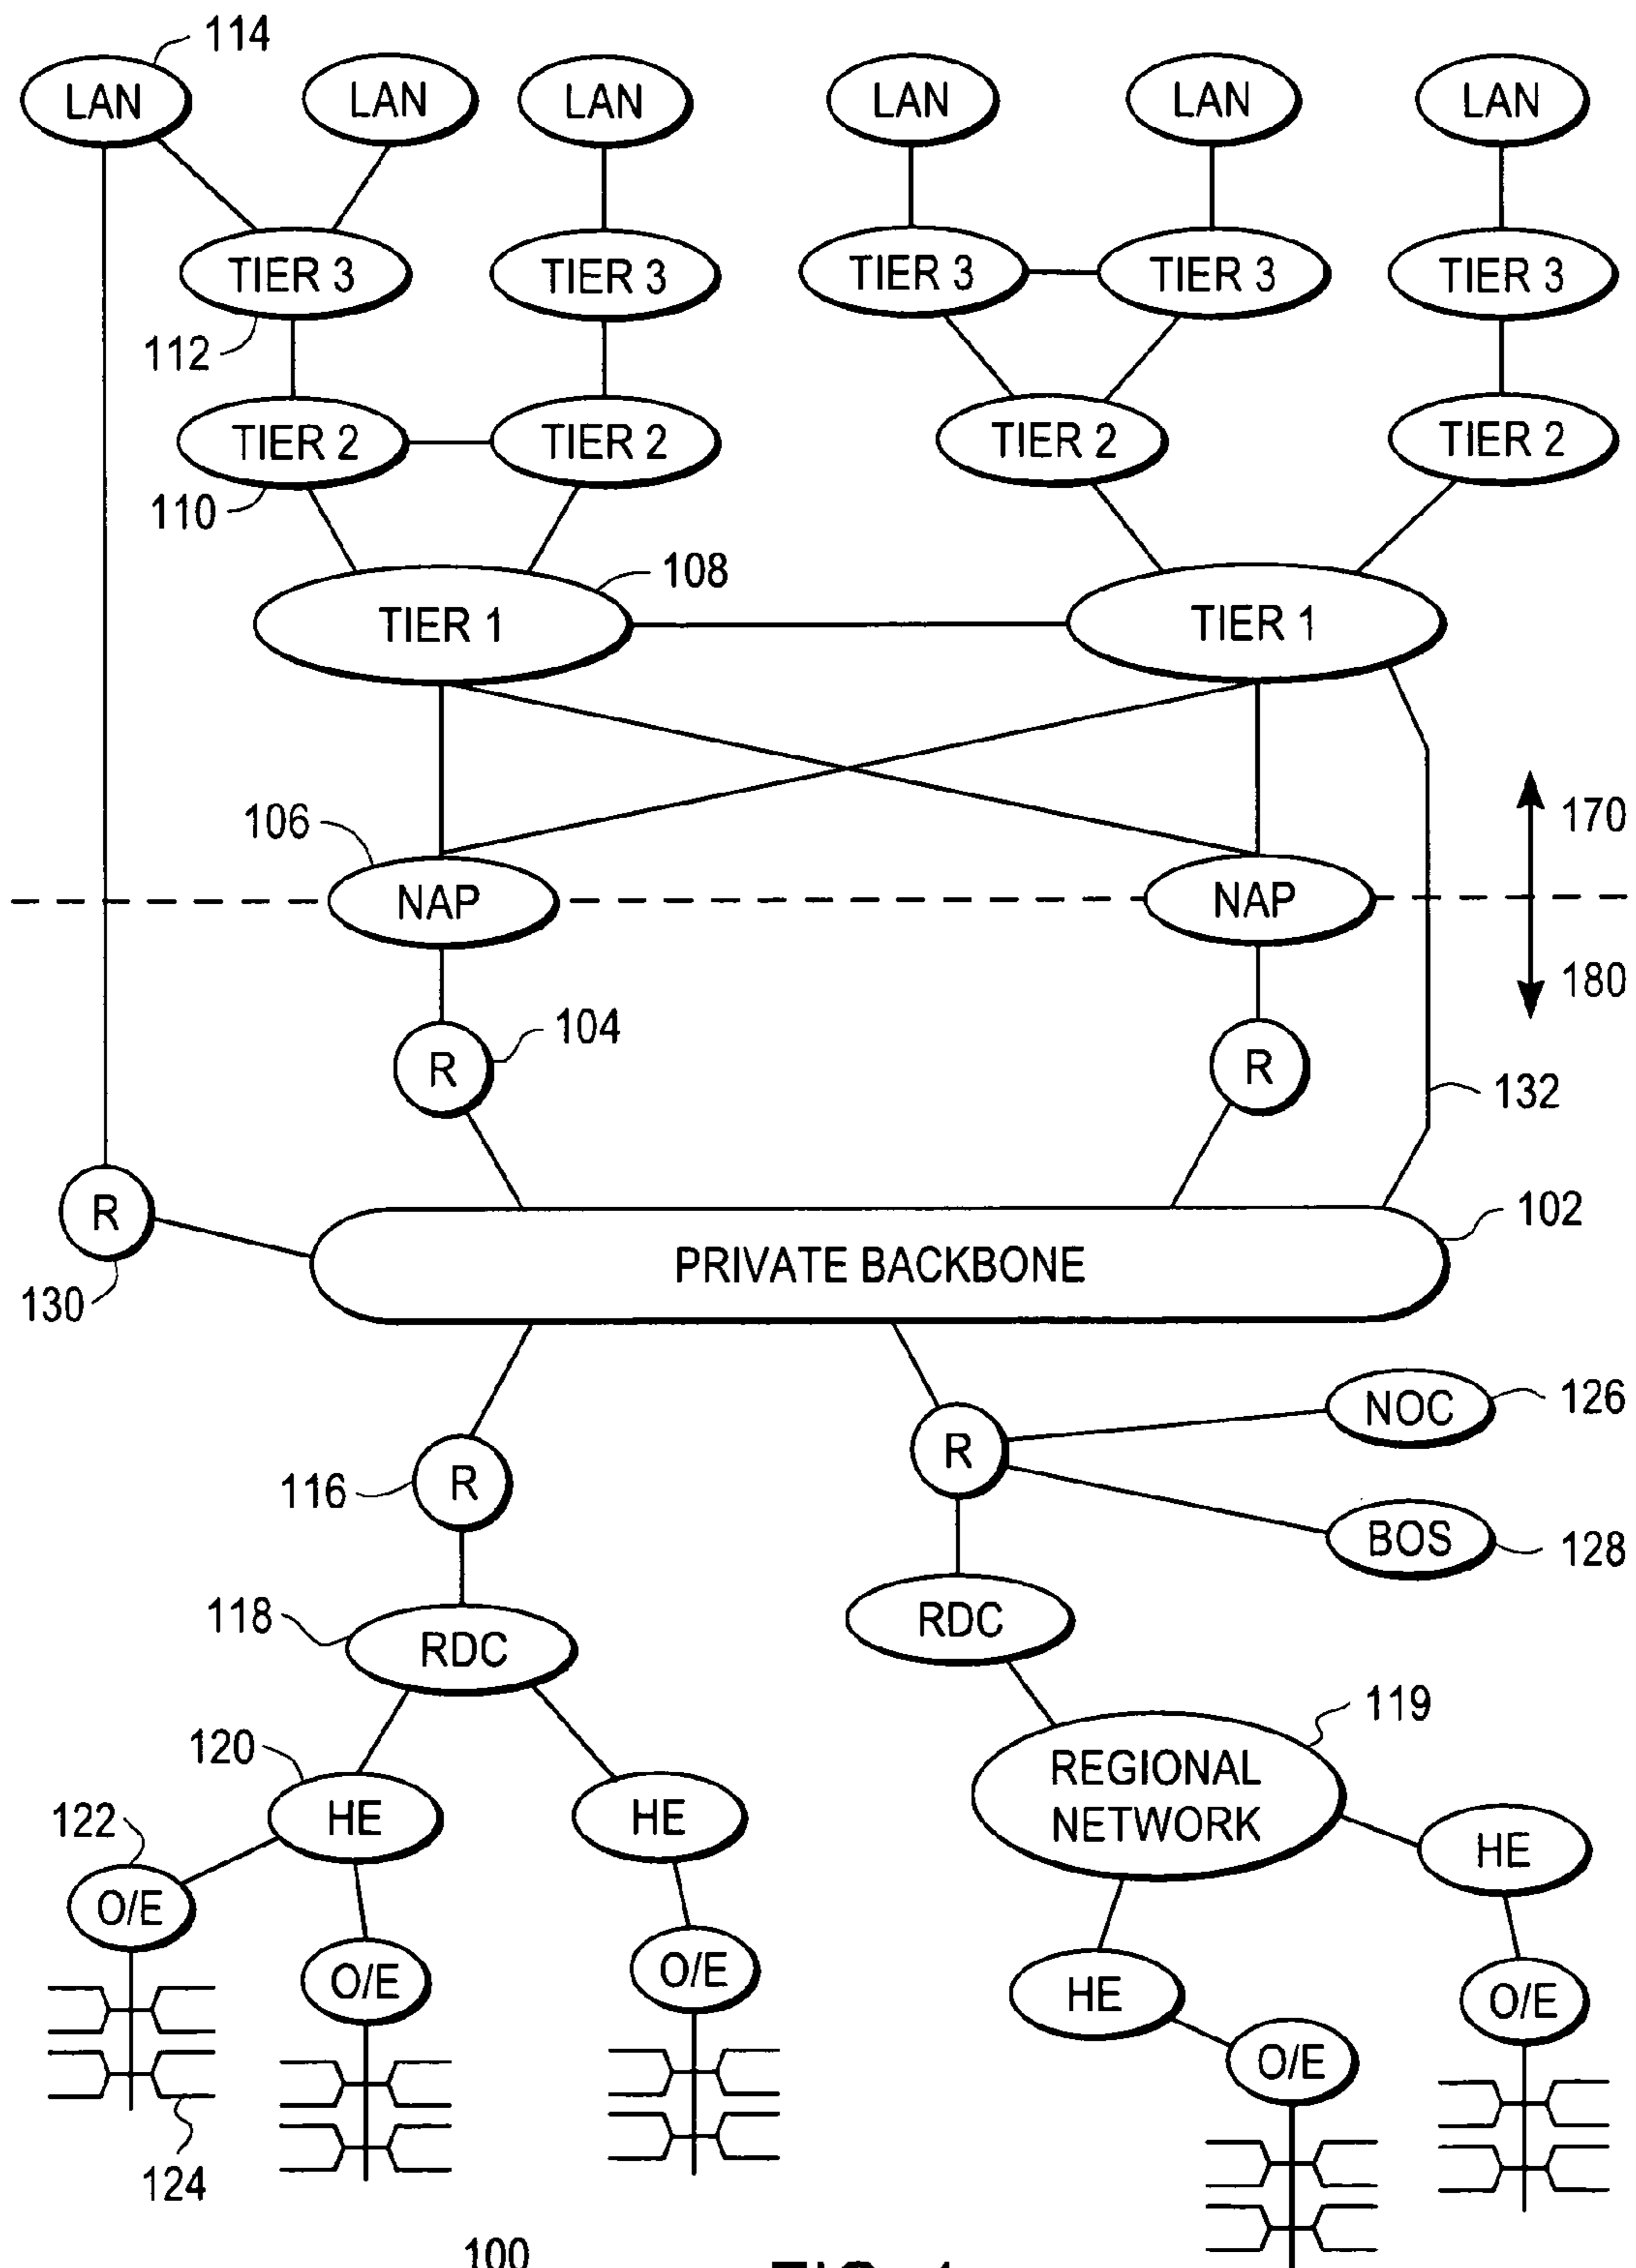 114
LAN
LAN
LAN
LAN
LAN
LAN
TIER 3
TIER 3
TIER 3
TIER 3
TIER 3
112
TIER 2
TIER 2
TIER 2
TIER 2
110
108
TIER 1
TIER 1
106
170
NAP
NAP
180
104
R
R
132
R
102
PRIVATE BACKBONE
130
126
NOC
R
116
R
BOS
128
118
RDC
RDC
119
120
REGIONAL
NETWORK
122
HE
HE
HE
O/E
O/E
O/E
HE
O/E
O/E
124
100